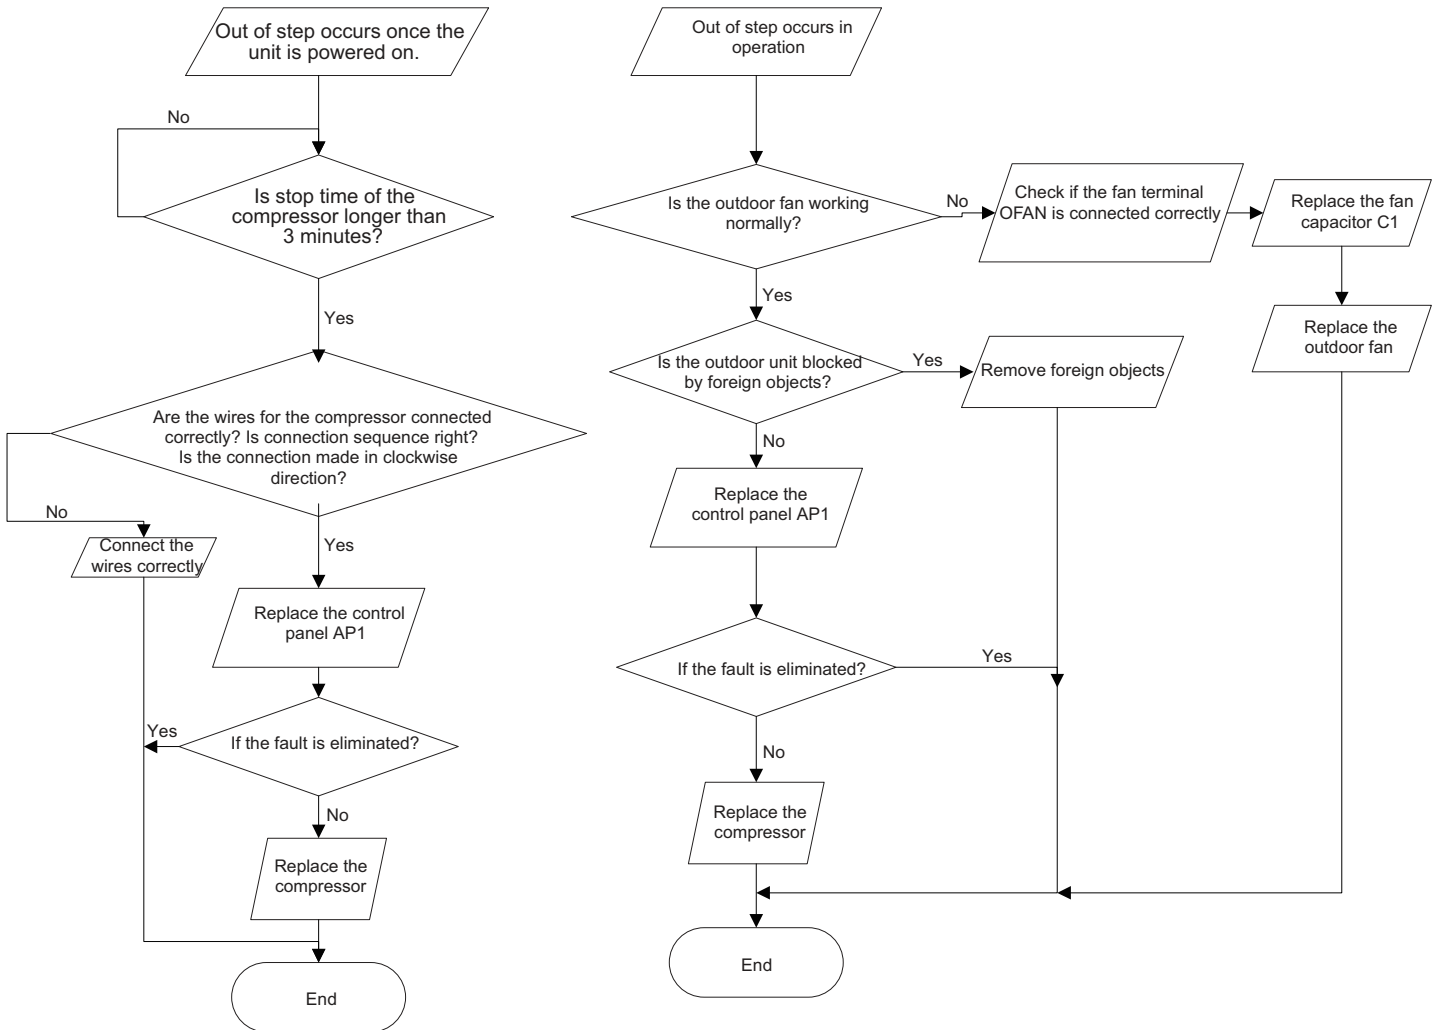 Out of step occurs once the
unit is powered on.
No
Is stop time of the
compressor longer than
3 minutes?
Yes
Are the wires for the compressor connected
correctly? Is connection sequence right?
Is the connection made in clockwise
direction?
No
Connect the
wires correctly
Yes
Replace the control
panel AP1
Yes
If the fault is eliminated?
No
Replace the
compressor
End
Out of step occurs in
operation
Is the outdoor fan working
normally?
No
Check if the fan terminal
OFAN is connected correctly
Replace the fan
capacitor C1
Replace the
outdoor fan
Yes
Is the outdoor unit blocked
by foreign objects?
Yes
Remove foreign objects
No
Replace the
control panel AP1
If the fault is eliminated?
Yes
No
Replace the
compressor
End